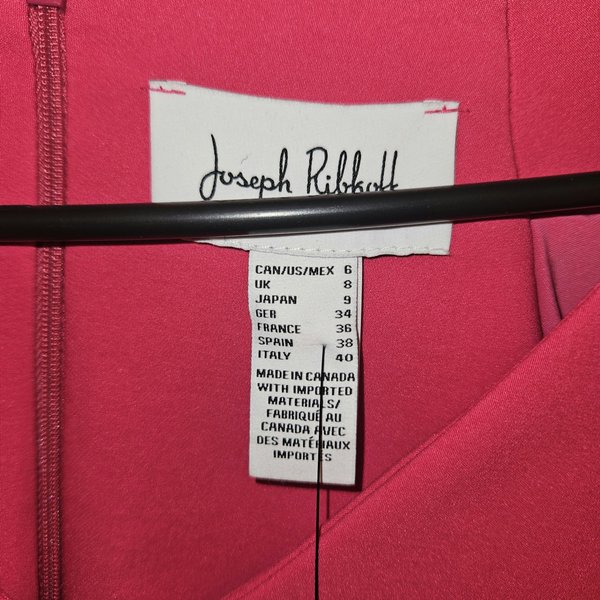 Joseph Ribkoff
CAN/US/MEX 6
UK 8
JAPAN 9
GER 34
FRANCE 36
SPAIN 38
ITALY 40
MADE IN CANADA
WITH IMPORTED
MATERIALS/
FABRIQUÉ AU
CANADA AVEC
DES MATÉRIAUX
IMPORTÉS